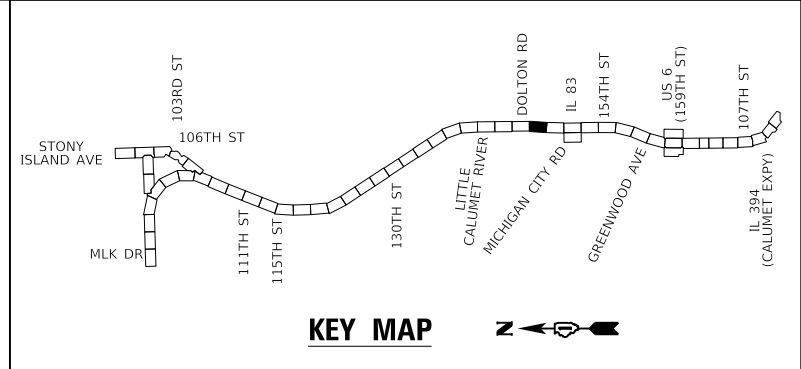 103RD ST
106TH ST
STONY
ISLAND AVE
MLK DR
111TH ST
115TH ST
130TH ST
LITTLE
CALUMET RIVER
DOLTON RD
MICHIGAN CITY RD
IL 83
154TH ST
GREENWOOD AVE
US 6
(159TH ST)
107TH ST
IL 394
(CALUMET EXPY)
KEY MAP
N